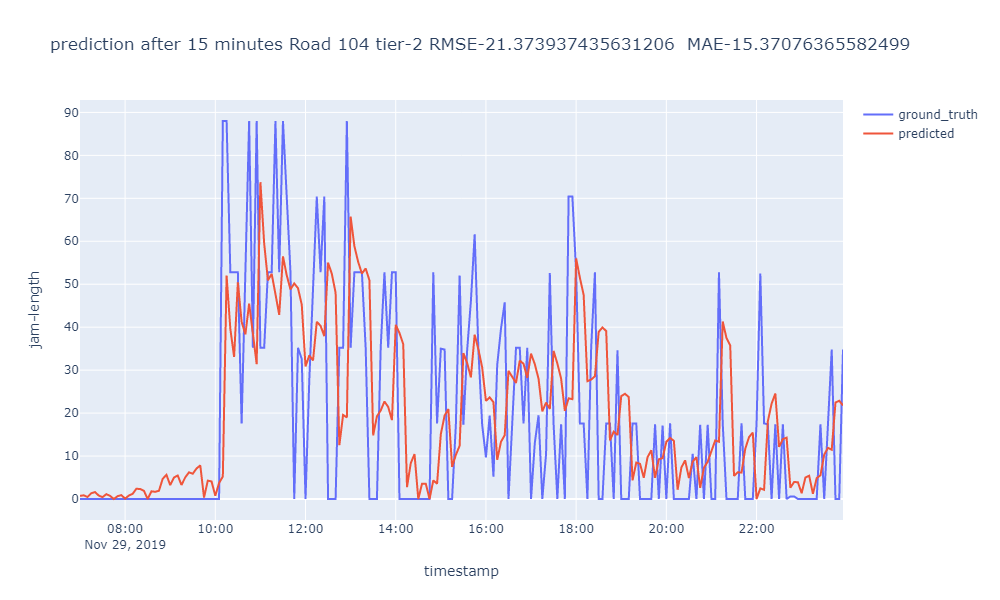 prediction after 15 minutes Road 104 tier-2 RMSE-21.373937435631206 MAE-15.37076365582499
ground_truth
predicted
90
80
70
60
50
40
30
20
10
0
jam-length
08:00 10:00 12:00 14:00 16:00 18:00 20:00 22:00
Nov 29, 2019
timestamp